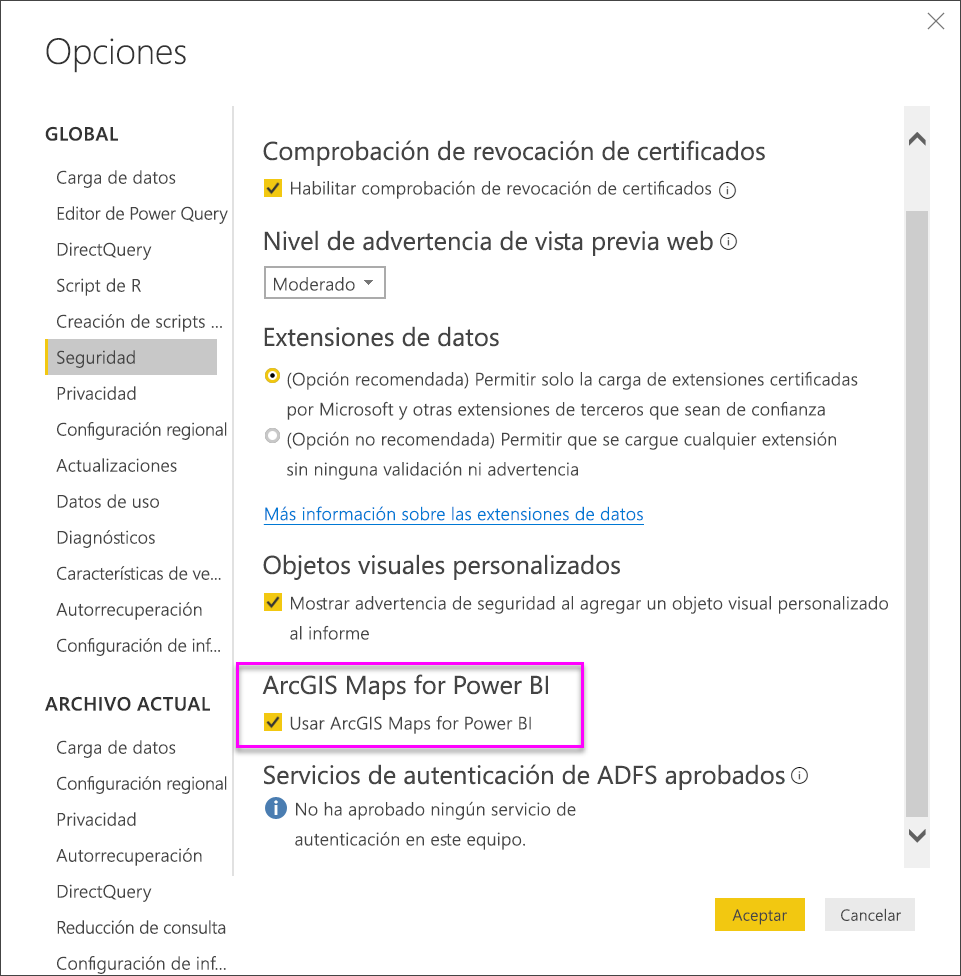 Opciones
GLOBAL
Carga de datos
Editor de Power Query
DirectQuery
Script de R
Creación de scripts ...
Seguridad
Privacidad
Configuración regional
Actualizaciones
Datos de uso
Diagnósticos
Características de ve...
Autorrecuperación
Configuración de inf...
ARCHIVO ACTUAL
Carga de datos
Configuración regional
Privacidad
Autorrecuperación
DirectQuery
Reducción de consulta
Configuración de inf...
Comprobación de revocación de certificados
Habilitar comprobación de revocación de certificados
Nivel de advertencia de vista previa web
Moderado
Extensiones de datos
(Opción recomendada) Permitir solo la carga de extensiones certificadas
por Microsoft y otras extensiones de terceros que sean de confianza
(Opción no recomendada) Permitir que se cargue cualquier extensión
sin ninguna validación ni advertencia
Más información sobre las extensiones de datos
Objetos visuales personalizados
Mostrar advertencia de seguridad al agregar un objeto visual personalizado
al informe
ArcGIS Maps for Power BI
Usar ArcGIS Maps for Power BI
Servicios de autenticación de ADFS aprobados
No ha aprobado ningún servicio de
autenticación en este equipo.
Aceptar
Cancelar